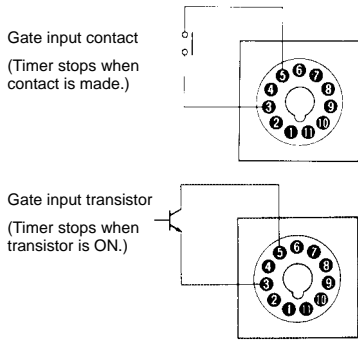 Gate input contact
(Timer stops when
contact is made.)
5 6 7
4 8
3 9
2 10
1 11
Gate input transistor
(Timer stops when
transistor is ON.)
5 6 7
4 8
3 9
2 10
1 11